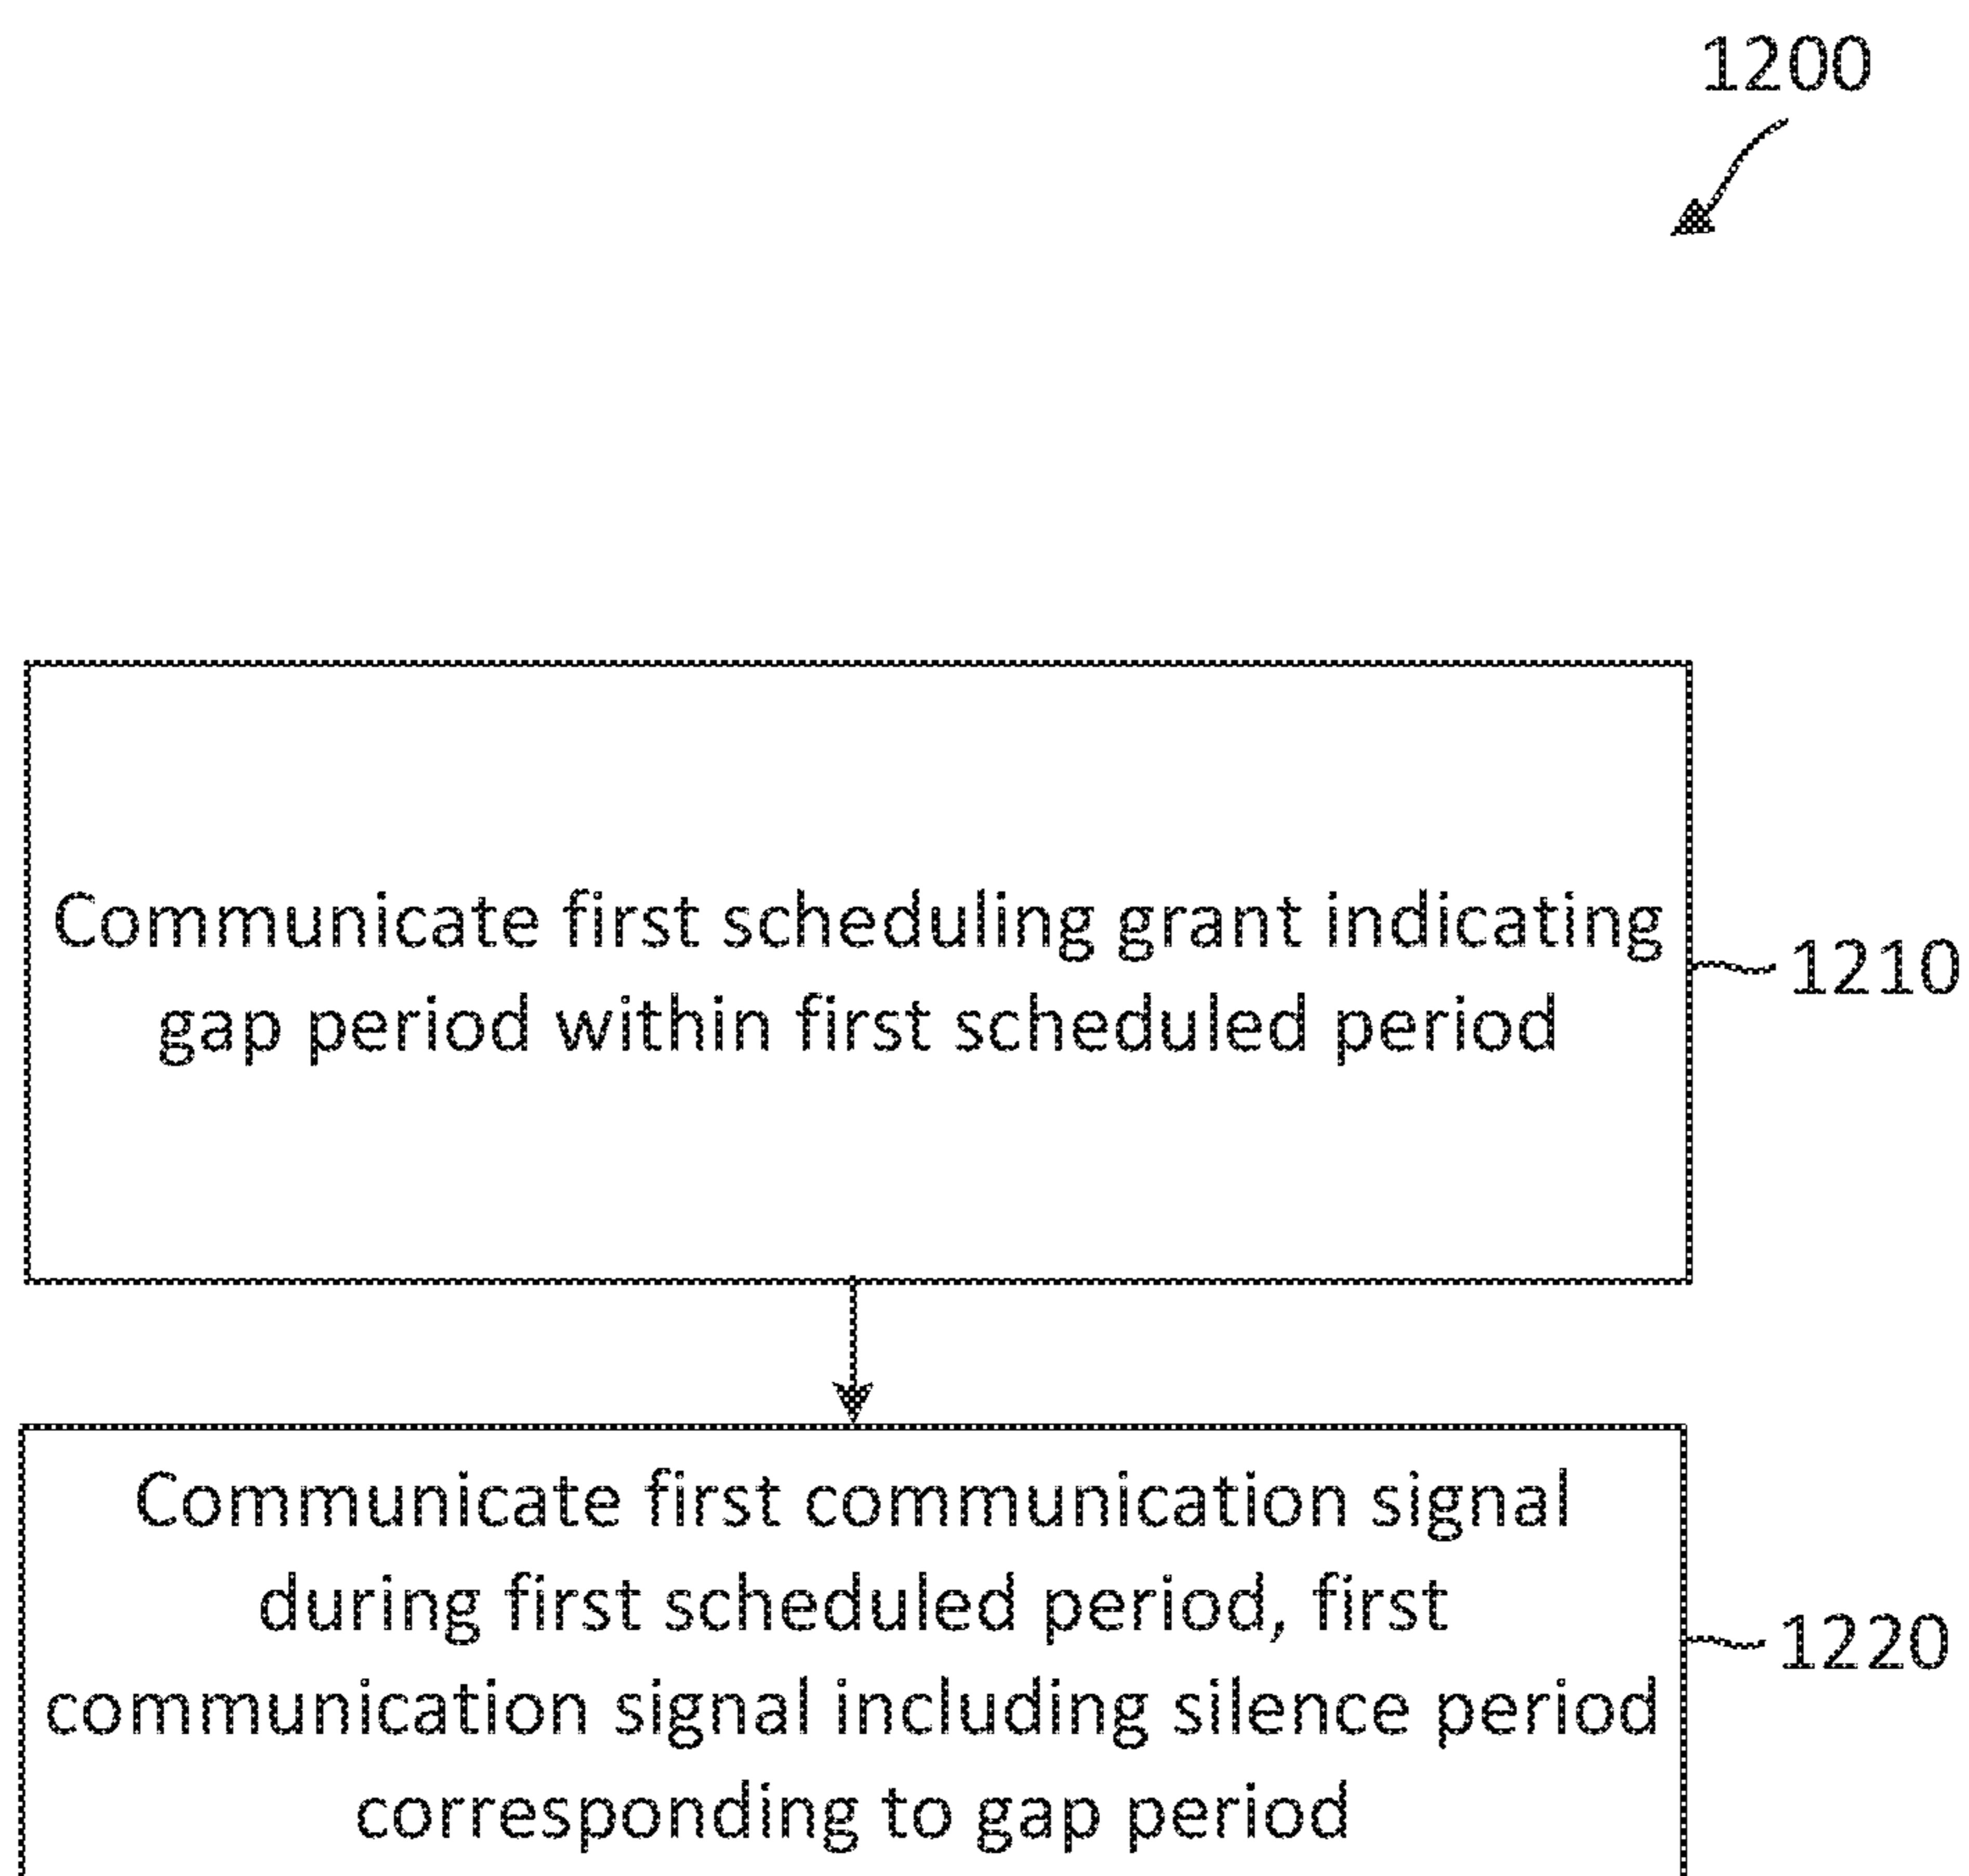 1200
Communicate first scheduling grant indicating
gap period within first scheduled period
1210
Communicate first communication signal
during first scheduled period, first
communication signal including silence period
corresponding to gap period
1220